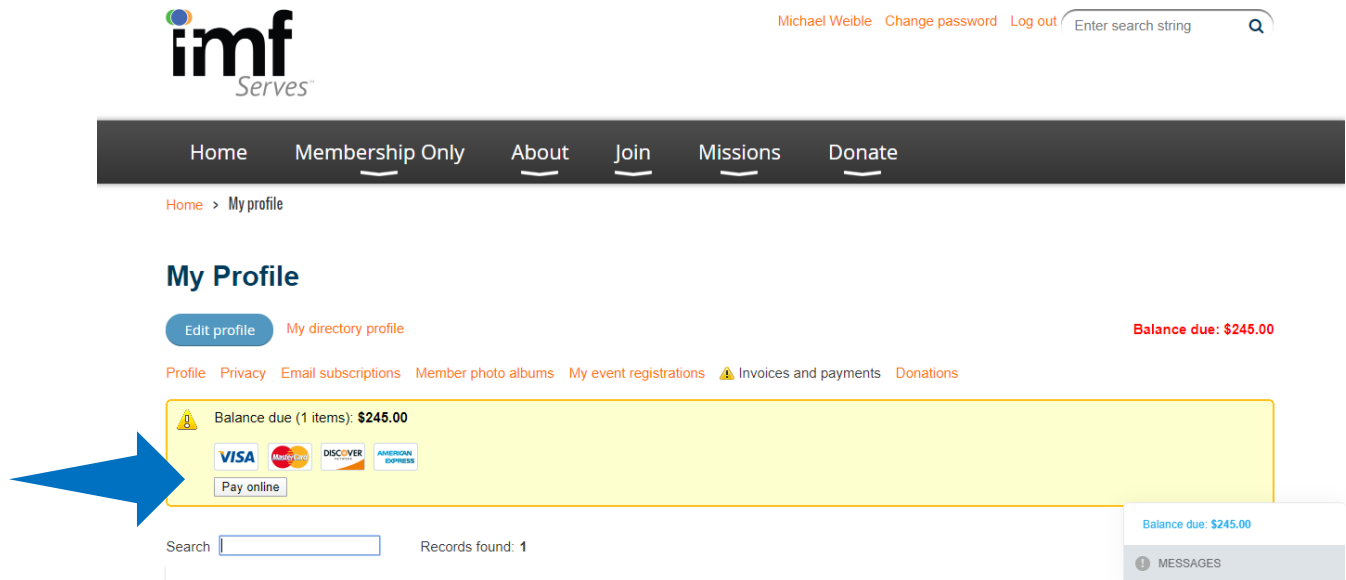 imf
Serves™
Michael Weible Change password Log out Enter search string
Home Membership Only About Join Missions Donate
Home > My profile
My Profile
Edit profile My directory profile Balance due: $245.00
Profile Privacy Email subscriptions Member photo albums My event registrations Invoices and payments Donations
Balance due (1 items): $245.00
VISA MasterCard DISCOVER NETWORK AMERICAN EXPRESS
Pay online
Balance due: $245.00
Search Records found: 1
MESSAGES